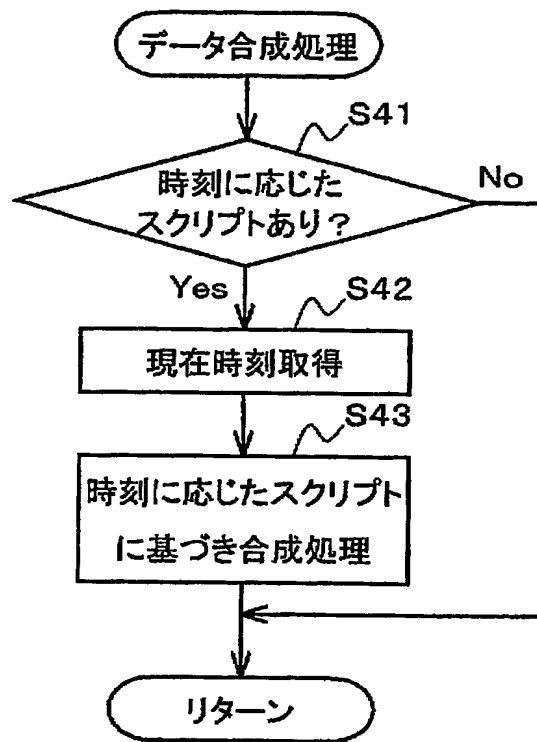 データ合成処理
S41
時刻に応じた
スクリプトあり?
No
Yes
S42
現在時刻取得
S43
時刻に応じたスクリプト
に基づき合成処理
リターン